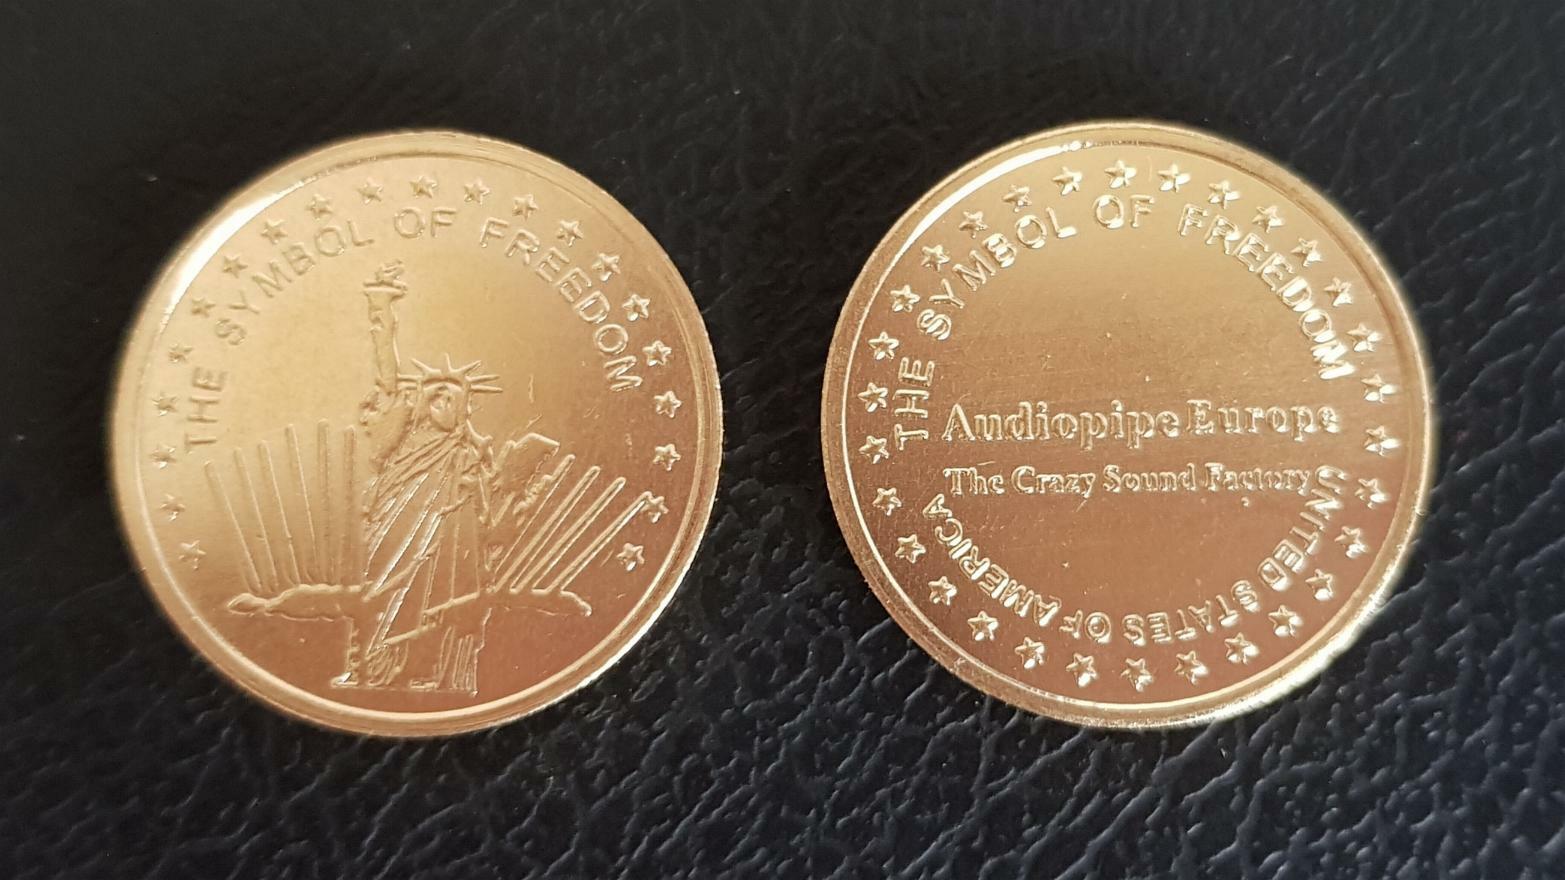 THE SYMBOL OF FREEDOM
THE SYMBOL OF FREEDOM
Audiopipe Europe
The Crazy Sound Factory
UNITED STATES OF AMERICA